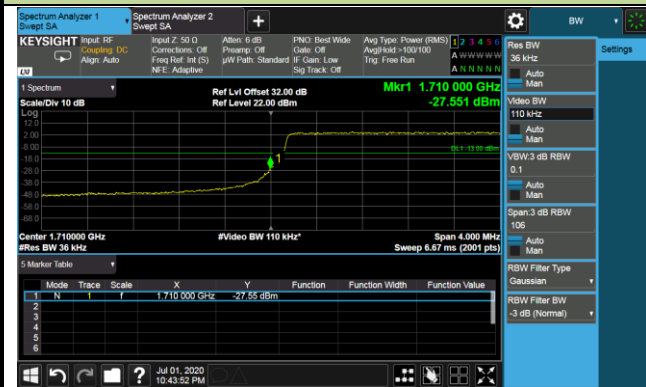 Spectrum Analyzer 1
Swept SA
Spectrum Analyzer 2
Swept SA
+
BW
KEYSIGHT
Input: RF
Coupling: DC
Align: Auto
Input Z: 50 Ω
Corrections: Off
Freq Ref: Int (S)
NFE: Adaptive
Atten: 6 dB
Preamp: Off
µW Path: Standard
PNO: Best Wide
Gate: Off
IF Gain: Low
Sig Track: Off
Avg Type: Power (RMS)
Avg|Hold:>100/100
Trig: Free Run
1 2 3 4 5 6
A W W W W W
A N N N N N
LXI
1 Spectrum
Scale/Div 10 dB
Ref Lvl Offset 32.00 dB
Ref Level 22.00 dBm
Mkr1 1.710 000 GHz
-27.551 dBm
Log
12.0
2.00
-8.00
-18.0
-28.0
-38.0
-48.0
-58.0
-68.0
1
DL1 -13.00 dBm
Center 1.710000 GHz
#Res BW 36 kHz
#Video BW 110 kHz*
Span 4.000 MHz
Sweep 6.67 ms (2001 pts)
5 Marker Table
Mode Trace Scale X Y Function Function Width Function Value
1 N 1 f 1.710 000 GHz -27.55 dBm
2
3
4
5
6
Res BW
36 kHz
Auto
Man
Video BW
110 kHz
Auto
Man
VBW:3 dB RBW
0.1
Auto
Man
Span:3 dB RBW
106
Auto
Man
RBW Filter Type
Gaussian
RBW Filter BW
-3 dB (Normal)
Settings
?
Jul 01, 2020
10:43:52 PM